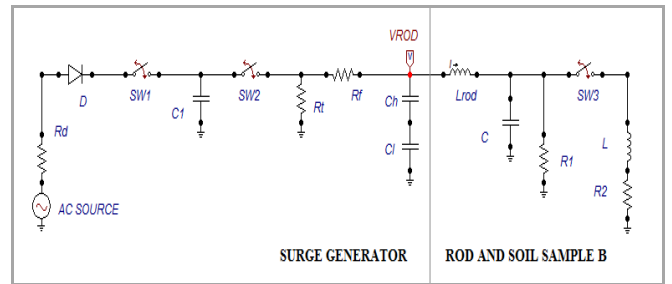 VROD
V
I
D
SW1
C1
SW2
Rt
Rf
Ch
Cl
Lrod
C
R1
SW3
L
R2
Rd
AC SOURCE
SURGE GENERATOR
ROD AND SOIL SAMPLE B